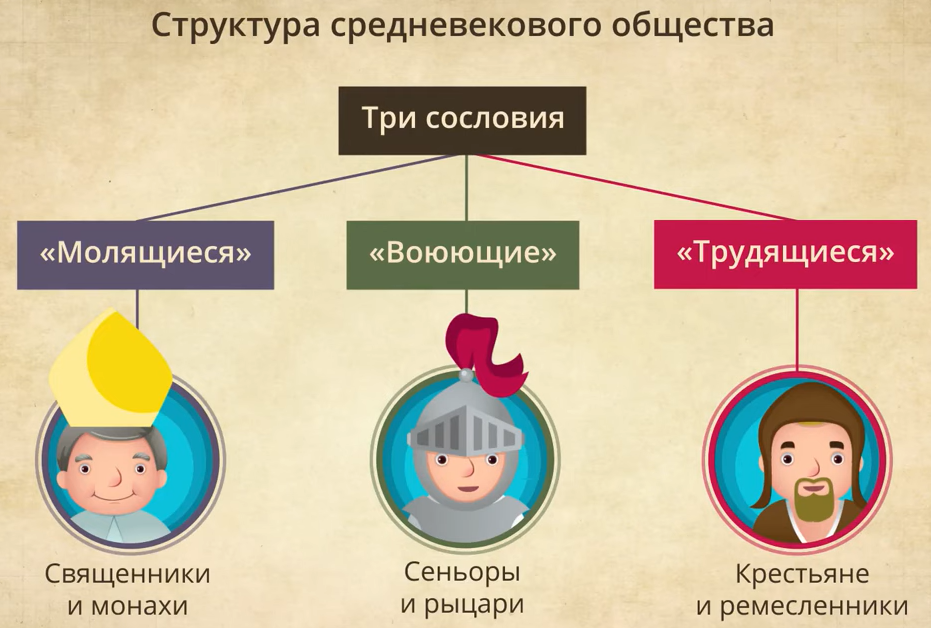 Структура средневекового общества
Три сословия
«Молящиеся»
«Воюющие»
«Трудящиеся»
Священники
и монахи
Сеньоры
и рыцари
Крестьяне
и ремесленники